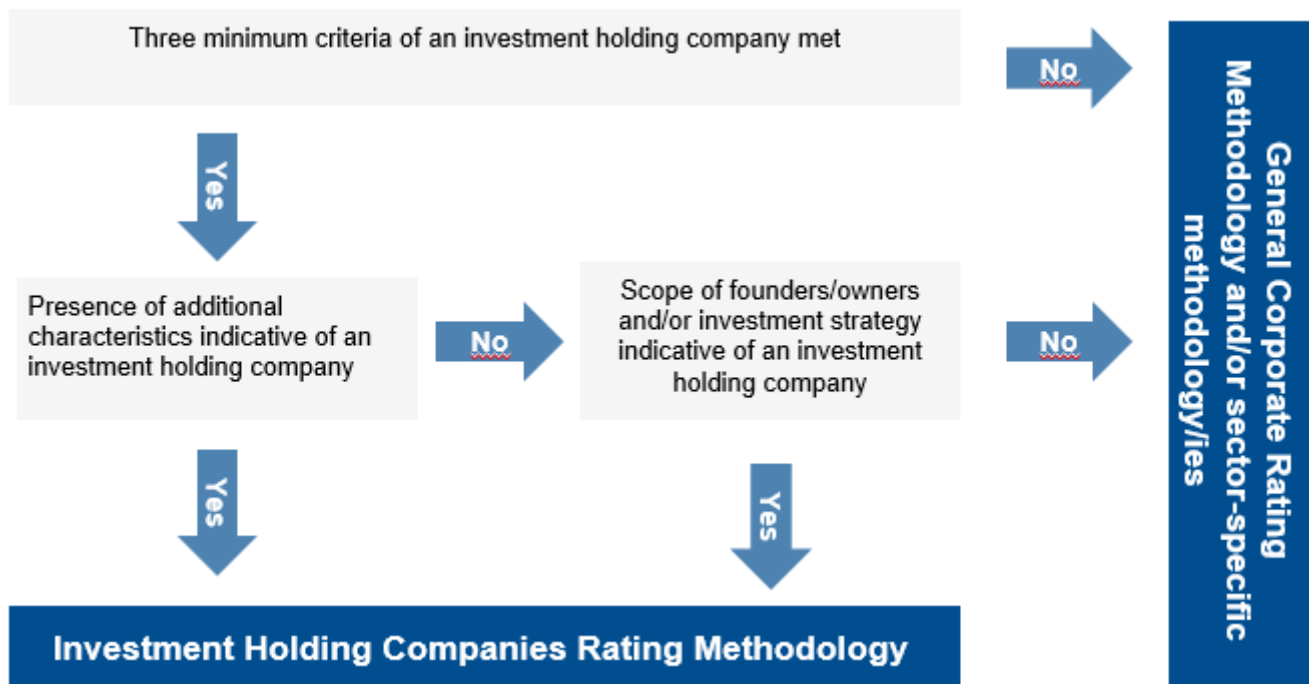 Three minimum criteria of an investment holding company met
No
Yes
Presence of additional
characteristics indicative of an
investment holding company
No
Scope of founders/owners
and/or investment strategy
indicative of an investment
holding company
No
Yes
Yes
Investment Holding Companies Rating Methodology
General Corporate Rating
Methodology and/or sector-specific
methodology/ies